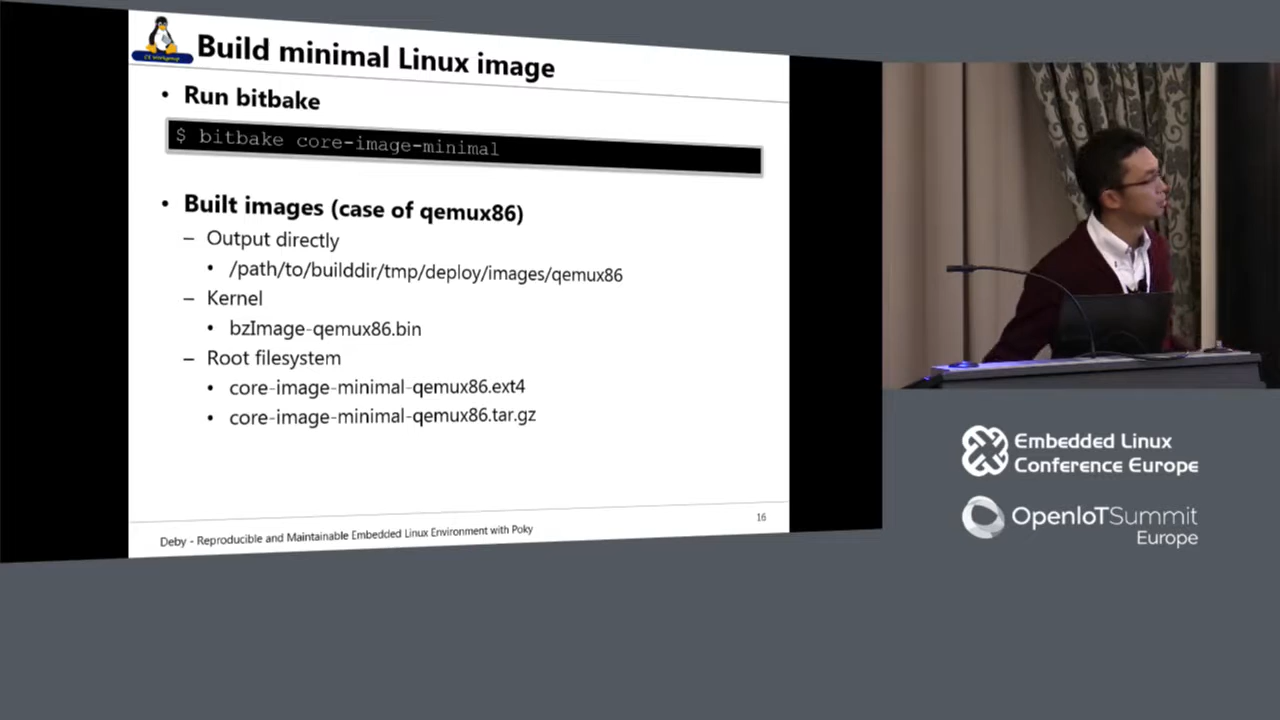 Build minimal Linux image
• Run bitbake
$ bitbake core-image-minimal
• Built images (case of qemux86)
– Output directly
• /path/to/builddir/tmp/deploy/images/qemux86
– Kernel
• bzImage-qemux86.bin
– Root filesystem
• core-image-minimal-qemux86.ext4
• core-image-minimal-qemux86.tar.gz
Deby - Reproducible and Maintainable Embedded Linux Environment with Poky
16
Embedded Linux
Conference Europe
OpenIoTSummit
Europe